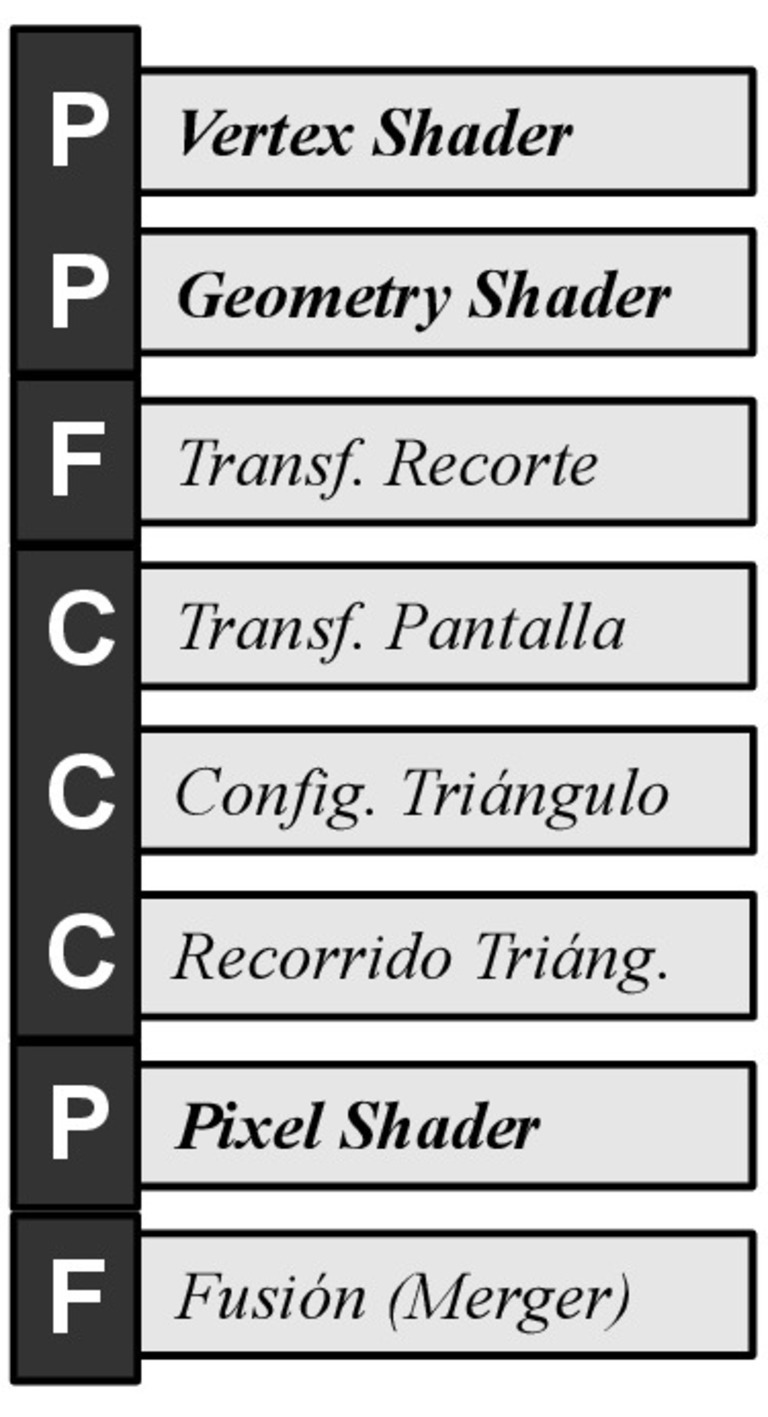 P Vertex Shader
P Geometry Shader
F Transf. Recorte
C Transf. Pantalla
C Config. Triángulo
C Recorrido Triáng.
P Pixel Shader
F Fusión (Merger)